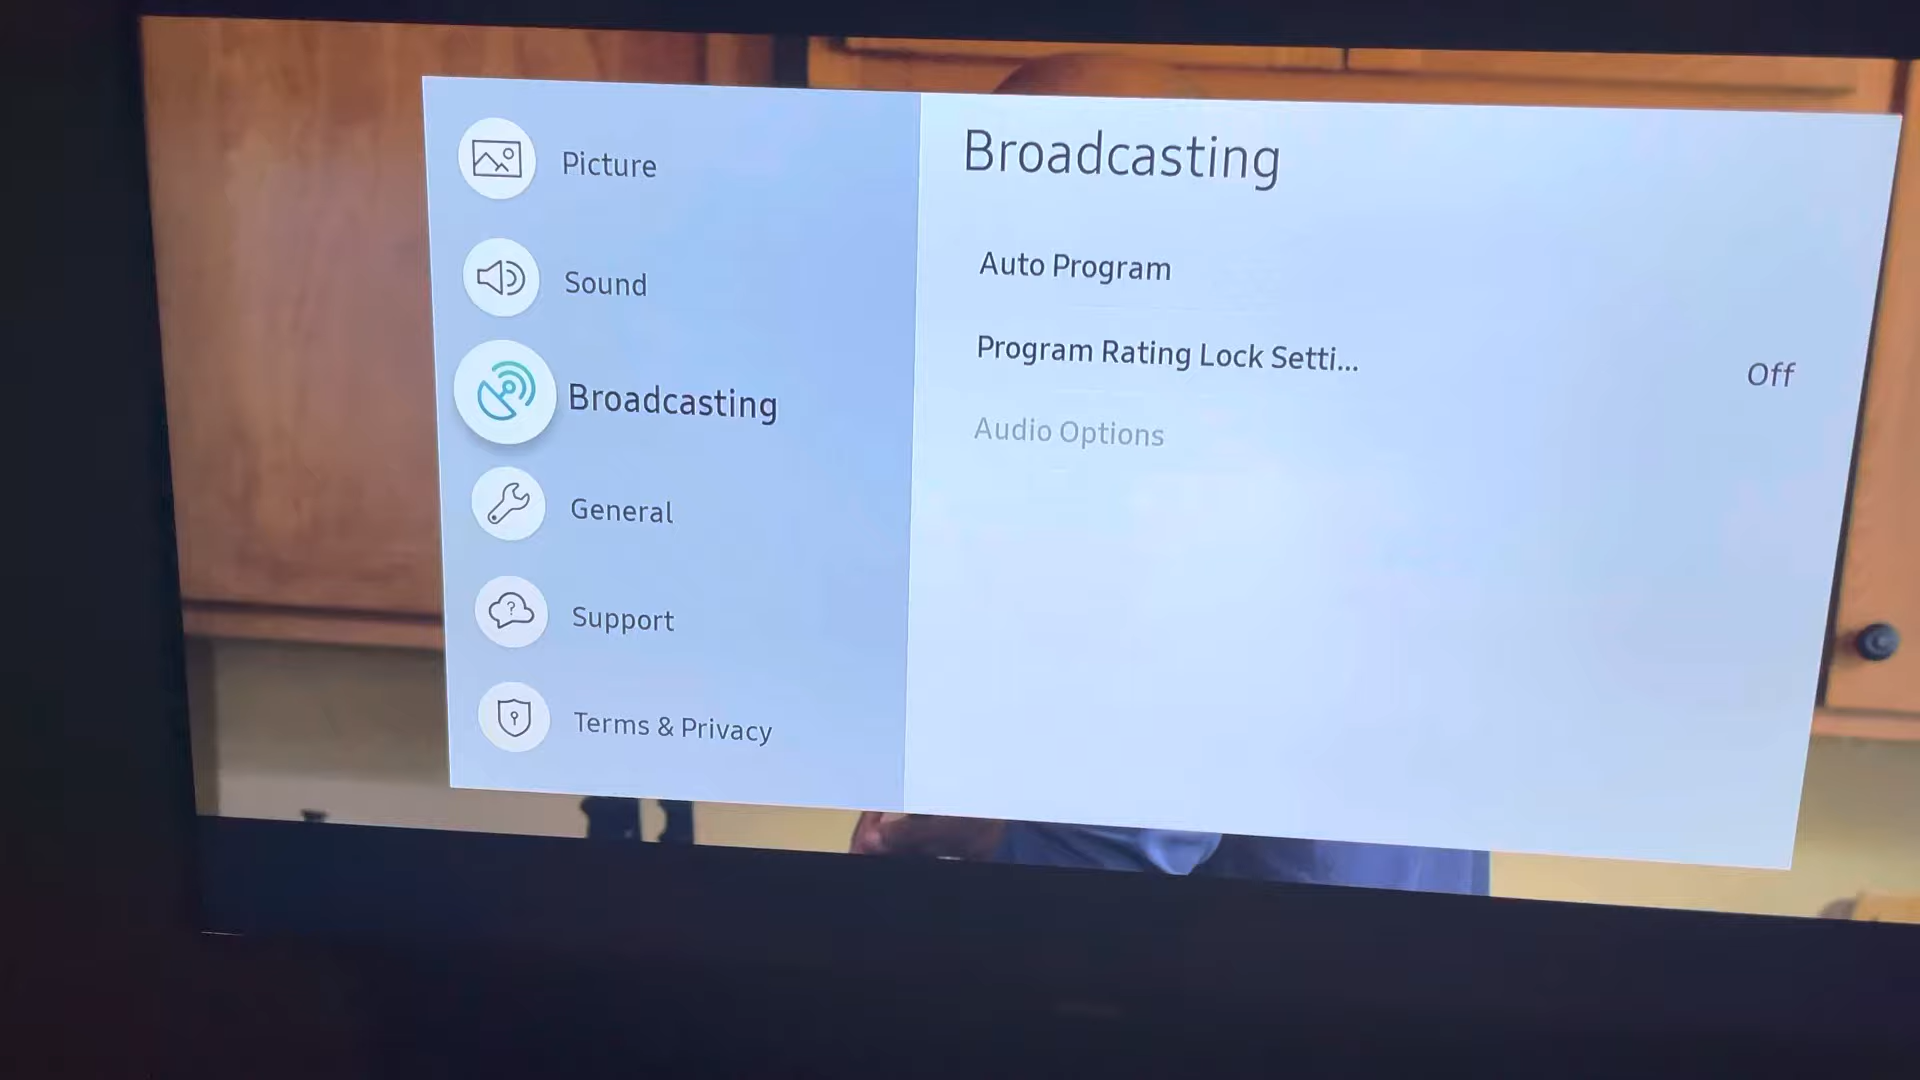 Picture
Sound
Broadcasting
General
Support
Terms & Privacy
Broadcasting
Auto Program
Program Rating Lock Setti...
Off
Audio Options